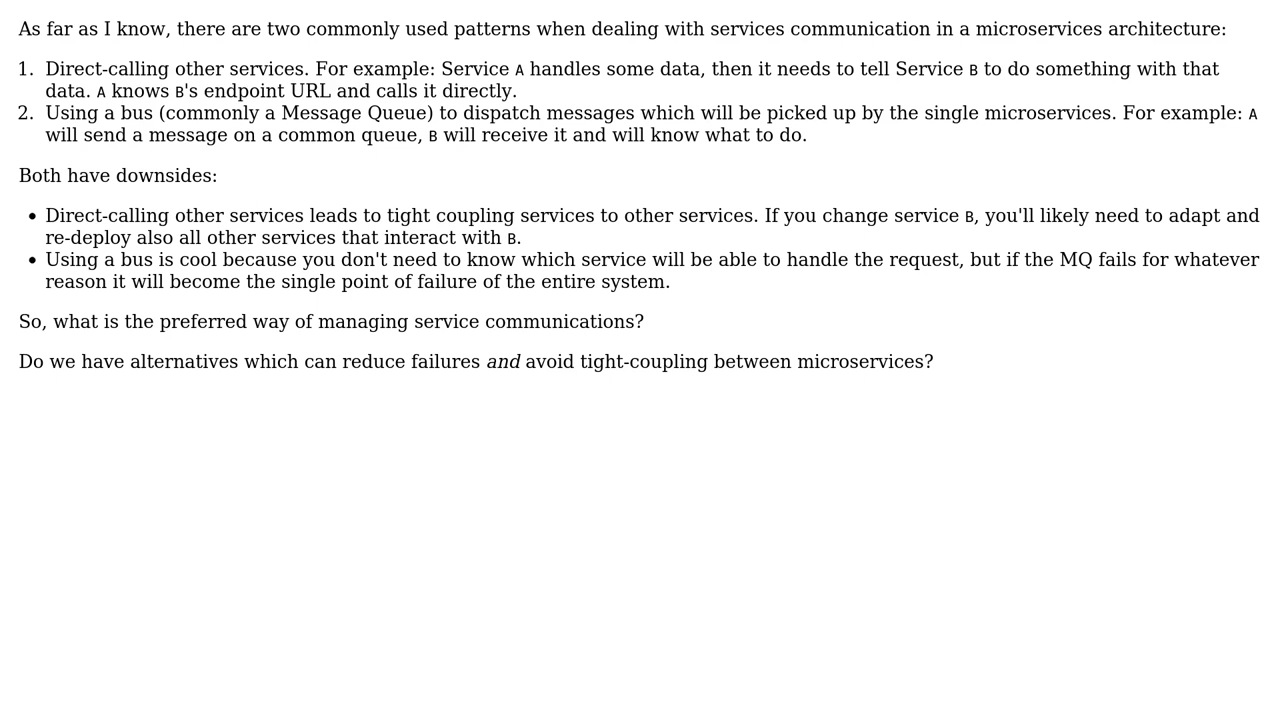 As far as I know, there are two commonly used patterns when dealing with services communication in a microservices architecture:
1. Direct-calling other services. For example: Service A handles some data, then it needs to tell Service B to do something with that
data. A knows B's endpoint URL and calls it directly.
2. Using a bus (commonly a Message Queue) to dispatch messages which will be picked up by the single microservices. For example: A
will send a message on a common queue, B will receive it and will know what to do.
Both have downsides:
• Direct-calling other services leads to tight coupling services to other services. If you change service B, you'll likely need to adapt and
re-deploy also all other services that interact with B.
• Using a bus is cool because you don't need to know which service will be able to handle the request, but if the MQ fails for whatever
reason it will become the single point of failure of the entire system.
So, what is the preferred way of managing service communications?
Do we have alternatives which can reduce failures and avoid tight-coupling between microservices?